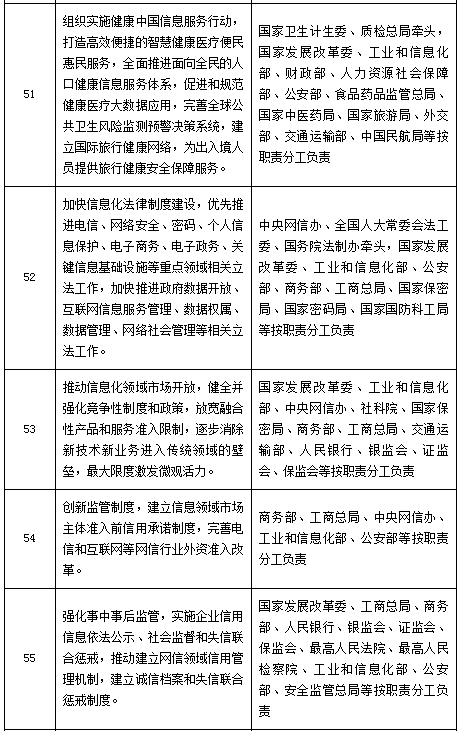 51
组织实施健康中国信息服务行动，
打造高效便捷的智慧健康医疗便民
惠民服务，全面推进面向全民的人
口健康信息服务体系，促进和规范
健康医疗大数据应用，完善全球公
共卫生风险监测预警决策系统，建
立国际旅行健康网络，为出入境人
员提供旅行健康安全保障服务。
国家卫生计生委、质检总局牵头，
国家发展改革委、工业和信息化
部、财政部、人力资源社会保障
部、公安部、食品药品监管总局、
国家中医药局、国家旅游局、外交
部、交通运输部、中国民航局等按
职责分工负责
52
加快信息化法律制度建设，优先推
进电信、网络安全、密码、个人信
息保护、电子商务、电子政务、关
键信息基础设施等重点领域相关立
法工作，加快推进政府数据开放、
互联网信息服务管理、数据权属、
数据管理、网络社会管理等相关立
法工作。
中央网信办、全国人大常委会法工
委、国务院法制办牵头，国家发展
改革委、工业和信息化部、公安
部、商务部、工商总局、国家保密
局、国家密码局、国家国防科工局
等按职责分工负责
53
推动信息化领域市场开放，健全并
强化竞争性制度和政策，放宽融合
性产品和服务准入限制，逐步消除
新技术新业务进入传统领域的壁
垒，最大限度激发微观活力。
国家发展改革委、工业和信息化
部、中央网信办、社科院、国家保
密局、商务部、工商总局、交通运
输部、人民银行、银监会、证监
会、保监会等按职责分工负责
54
创新监管制度，建立信息领域市场
主体准入前信用承诺制度，完善电
信和互联网等网信行业外资准入改
革。
商务部、工商总局、中央网信办、
工业和信息化部、公安部等按职责
分工负责
55
强化事中事后监管，实施企业信用
信息依法公示、社会监督和失信联
合惩戒，推动建立网信领域信用管
理机制，建立诚信档案和失信联合
惩戒制度。
国家发展改革委、工商总局、商务
部、人民银行、银监会、证监会、
保监会、最高人民法院、最高人民
检察院、工业和信息化部、公安
部、安全监管总局等按职责分工负
责